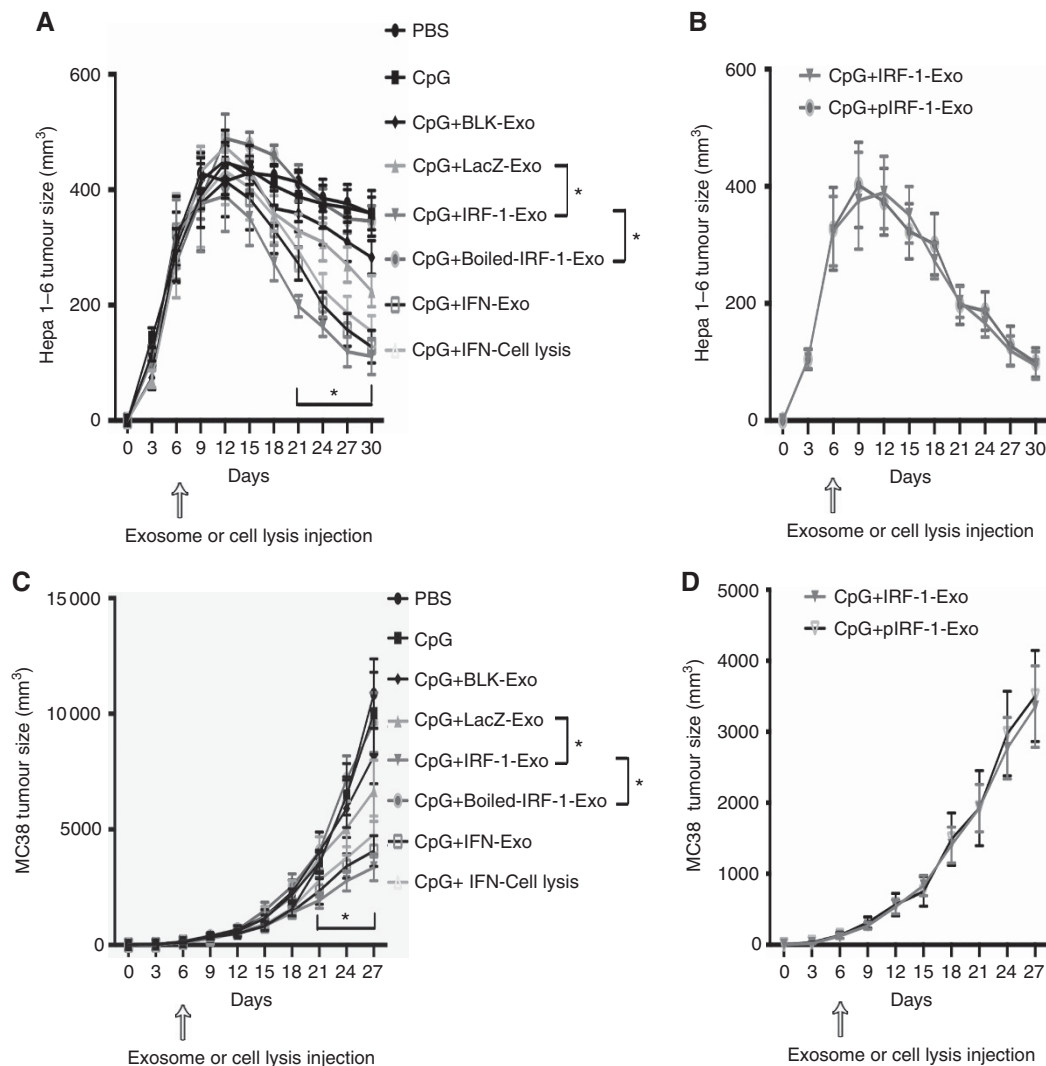 A
PBS
CpG
CpG+BLK-Exo
CpG+LacZ-Exo
CpG+IRF-1-Exo
CpG+Boiled-IRF-1-Exo
CpG+IFN-Exo
CpG+IFN-Cell lysis
*
*
*
Hepa 1–6 tumour size (mm³)
600
400
200
0
0 3 6 9 12 15 18 21 24 27 30
Days
Exosome or cell lysis injection
B
CpG+IRF-1-Exo
CpG+pIRF-1-Exo
Hepa 1–6 tumour size (mm³)
600
400
200
0
0 3 6 9 12 15 18 21 24 27 30
Days
Exosome or cell lysis injection
C
PBS
CpG
CpG+BLK-Exo
CpG+LacZ-Exo
CpG+IRF-1-Exo
CpG+Boiled-IRF-1-Exo
CpG+IFN-Exo
CpG+ IFN-Cell lysis
*
*
*
MC38 tumour size (mm³)
15 000
10 000
5000
0
0 3 6 9 12 15 18 21 24 27
Days
Exosome or cell lysis injection
D
CpG+IRF-1-Exo
CpG+pIRF-1-Exo
MC38 tumour size (mm³)
5000
4000
3000
2000
1000
0
0 3 6 9 12 15 18 21 24 27
Days
Exosome or cell lysis injection